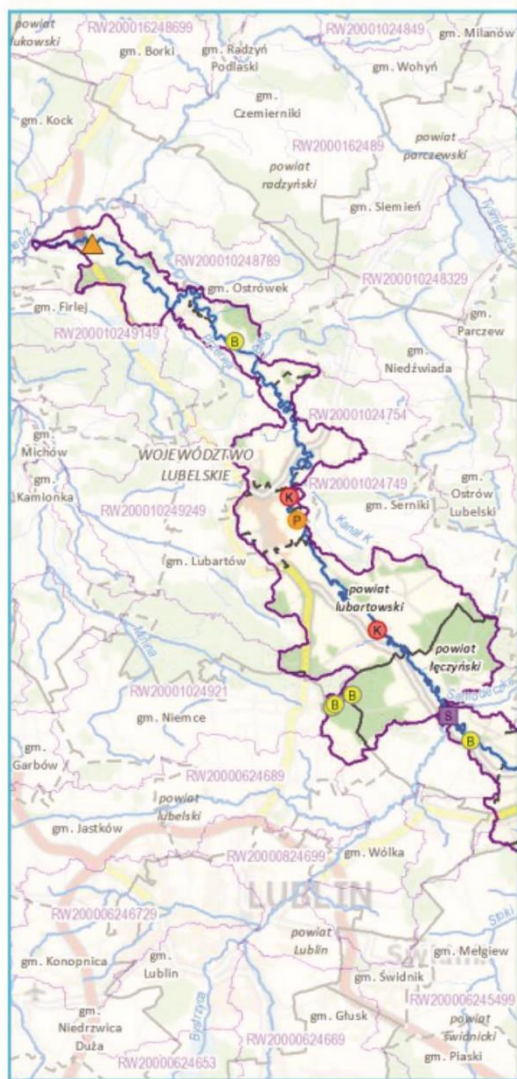 powiat
łukowski
RW200016248699
gm. Borki
gm. Radzyń
Podlaski
RW20001024849
gm. Milanów
gm. Wohyń
gm. Kock
gm.
Czemierniki
RW2000162489
powiat
parczewski
powiat
radzyński
gm. Siemień
RW200010248789
gm. Ostrówek
RW200010248329
gm. Firlej
RW200010249149
gm.
Parczew
B
gm.
Niedźwiada
RW20001024754
gm.
Michów
WOJEWÓDZTWO
LUBELSKIE
gm.
Kamionka
K
RW20001024749
gm. Serniki
gm.
Ostrów
Lubelski
RW200010249249
P
Kanał K
gm. Lubartów
powiat
lubartowski
K
powiat
łęczyński
Minina
RW20001024921
B
B
gm. Niemce
S
B
gm.
Garbów
RW20000624689
powiat
lubelski
gm. Jastków
RW20000824699
gm. Wólka
LUBLIN
RW200006246729
gm. Konopnica
gm.
Lublin
powiat
Lublin
gm. Mełgiew
gm. Świdnik
Bystrzyca
gm. Głusk
RW200006245499
gm.
Niedrzwica
Duża
RW20000624669
powiat
świdnicki
RW20000624653
gm. Piaski